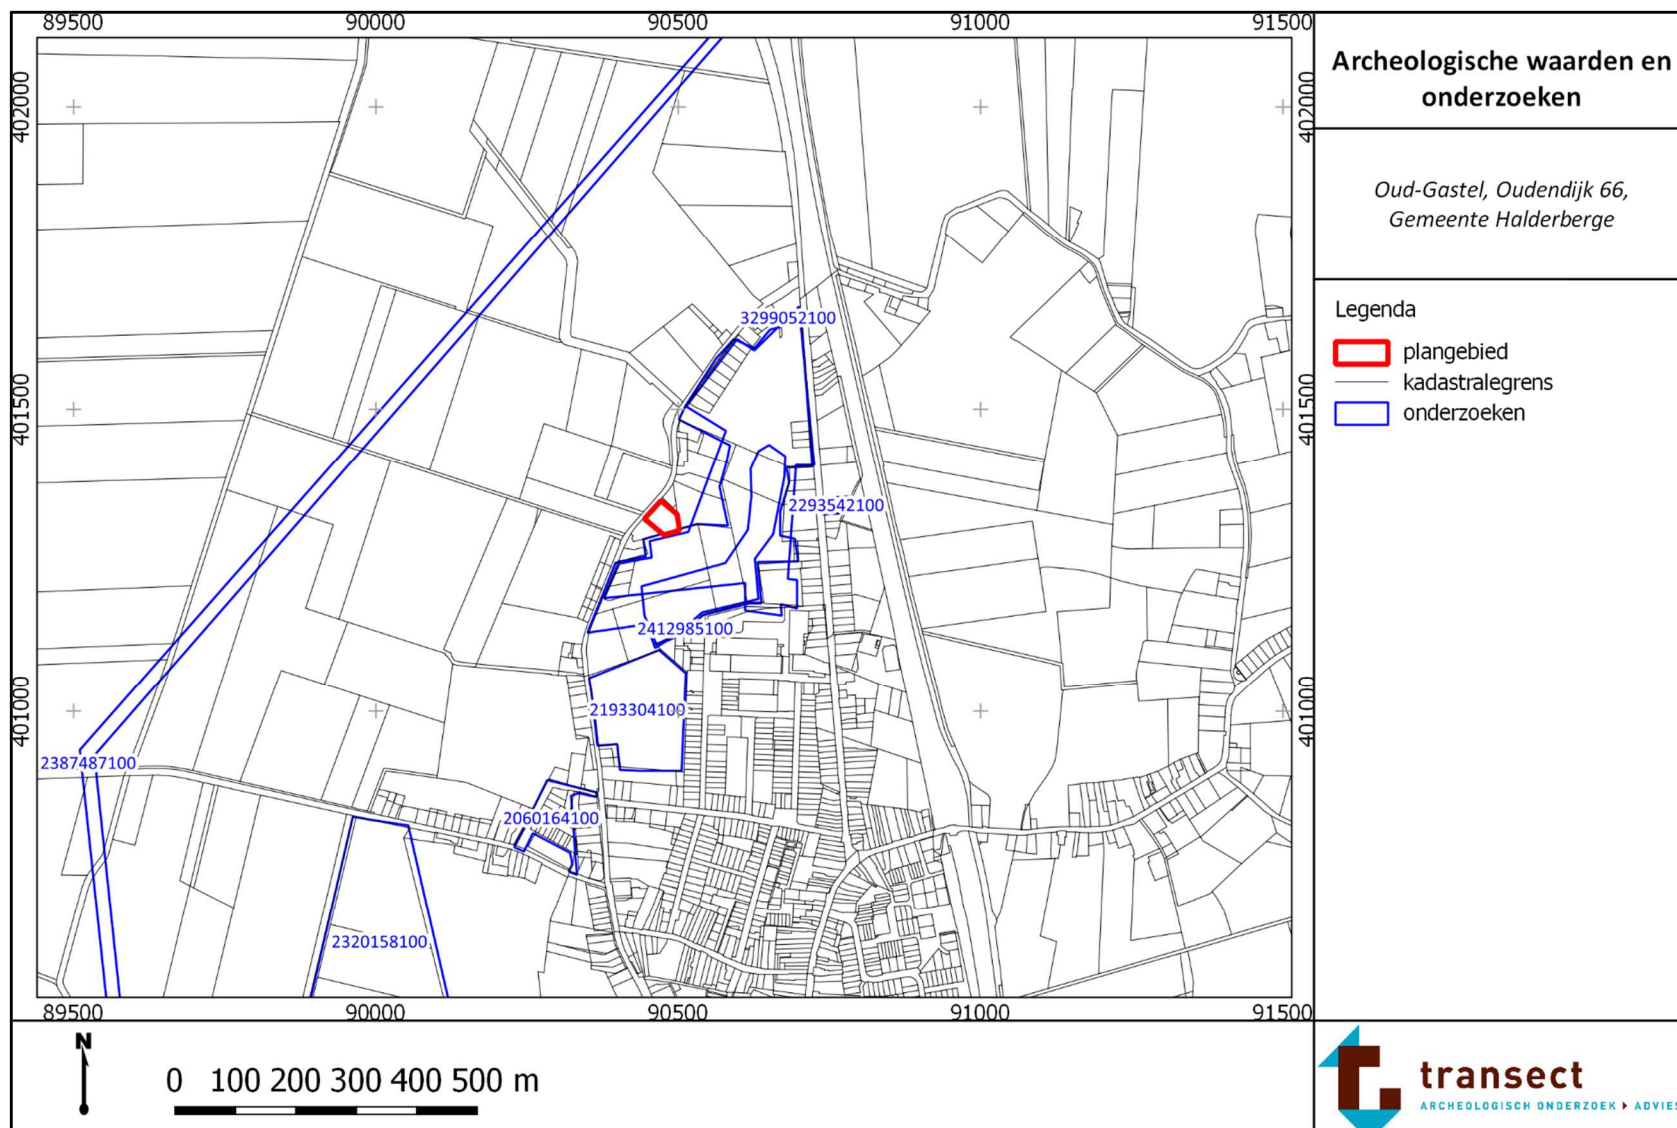 89500 90000 90500 91000 91500
402000
402000
401500
401500
401000
401000
3299052100
2293542100
2412985100
2193304100
2387487100
2060164100
2320158100
89500 90000 90500 91000 91500
Archeologische waarden en
onderzoeken
Oud-Gastel, Oudendijk 66,
Gemeente Halderberge
Legenda
plangebied
kadastralegrens
onderzoeken
N
0 100 200 300 400 500 m
transect
ARCHEOLOGISCH ONDERZOEK ADVIES